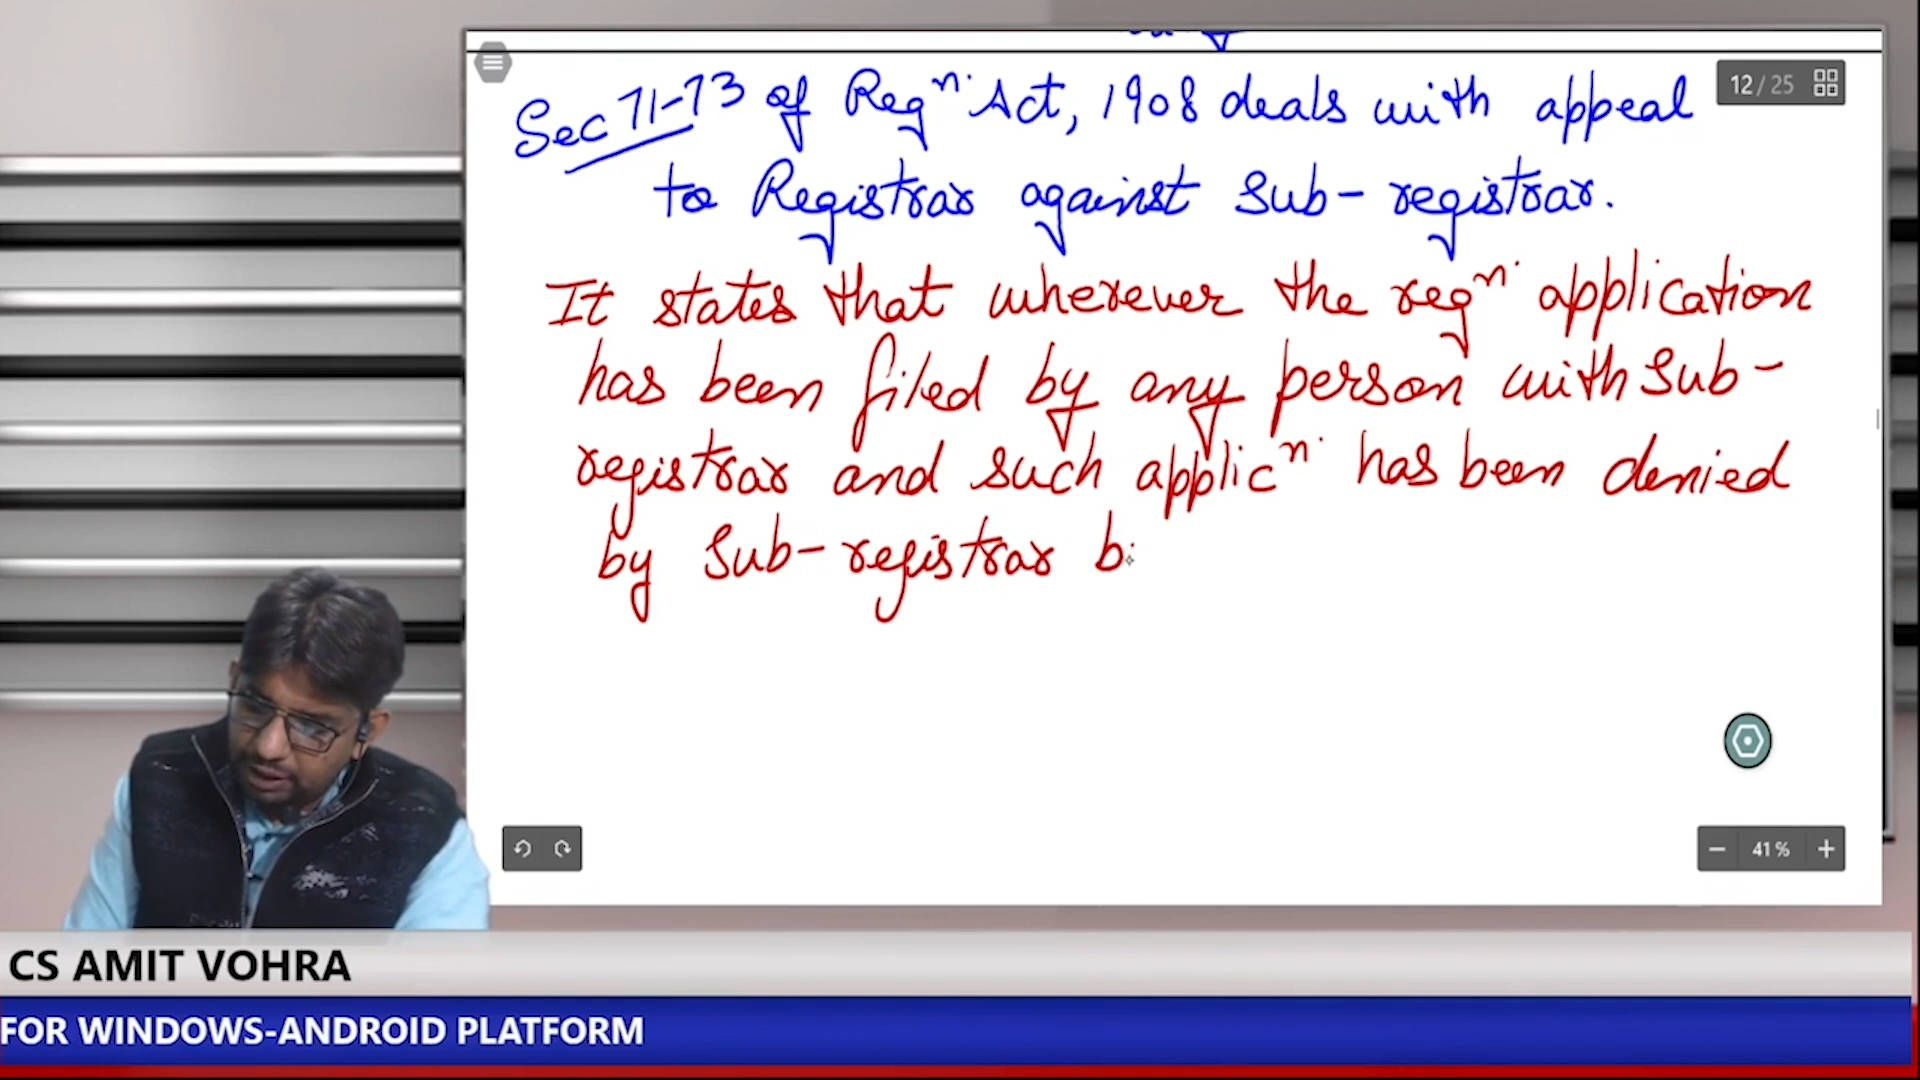 Sec 71-73 of Regn. Act, 1908 deals with appeal
to Registrar against Sub-registrar.
It states that wherever the regn. application
has been filed by any person with Sub-
registrar and such applicn. has been denied
by Sub-registrar b
12 / 25
41%
CS AMIT VOHRA
FOR WINDOWS-ANDROID PLATFORM